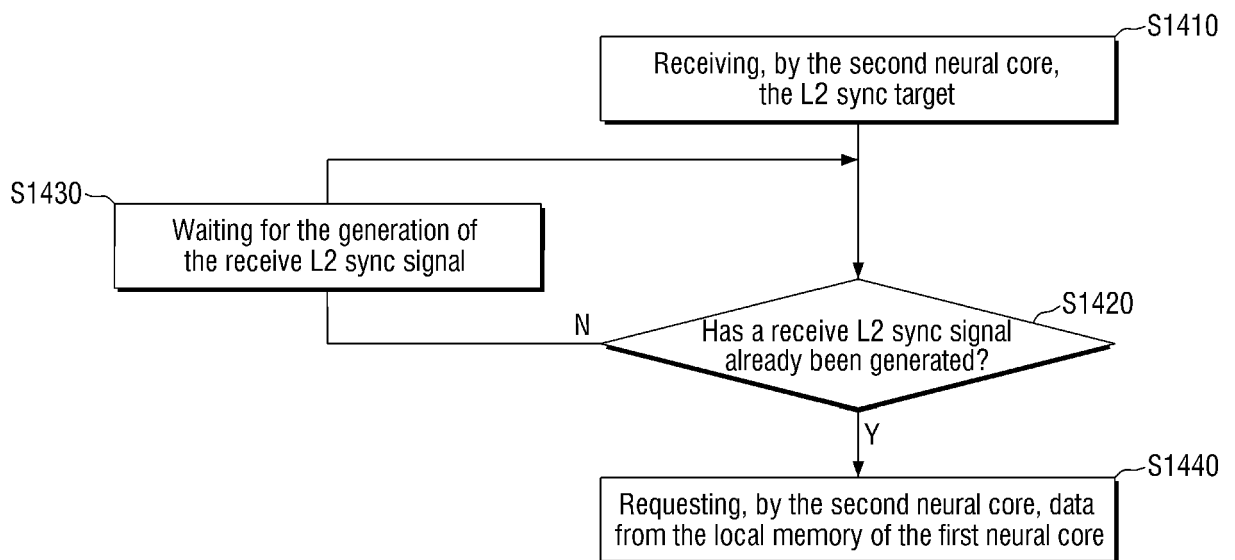 S1410
Receiving, by the second neural core,
the L2 sync target
S1430
Waiting for the generation of
the receive L2 sync signal
S1420
N
Has a receive L2 sync signal
already been generated?
Y
S1440
Requesting, by the second neural core, data
from the local memory of the first neural core